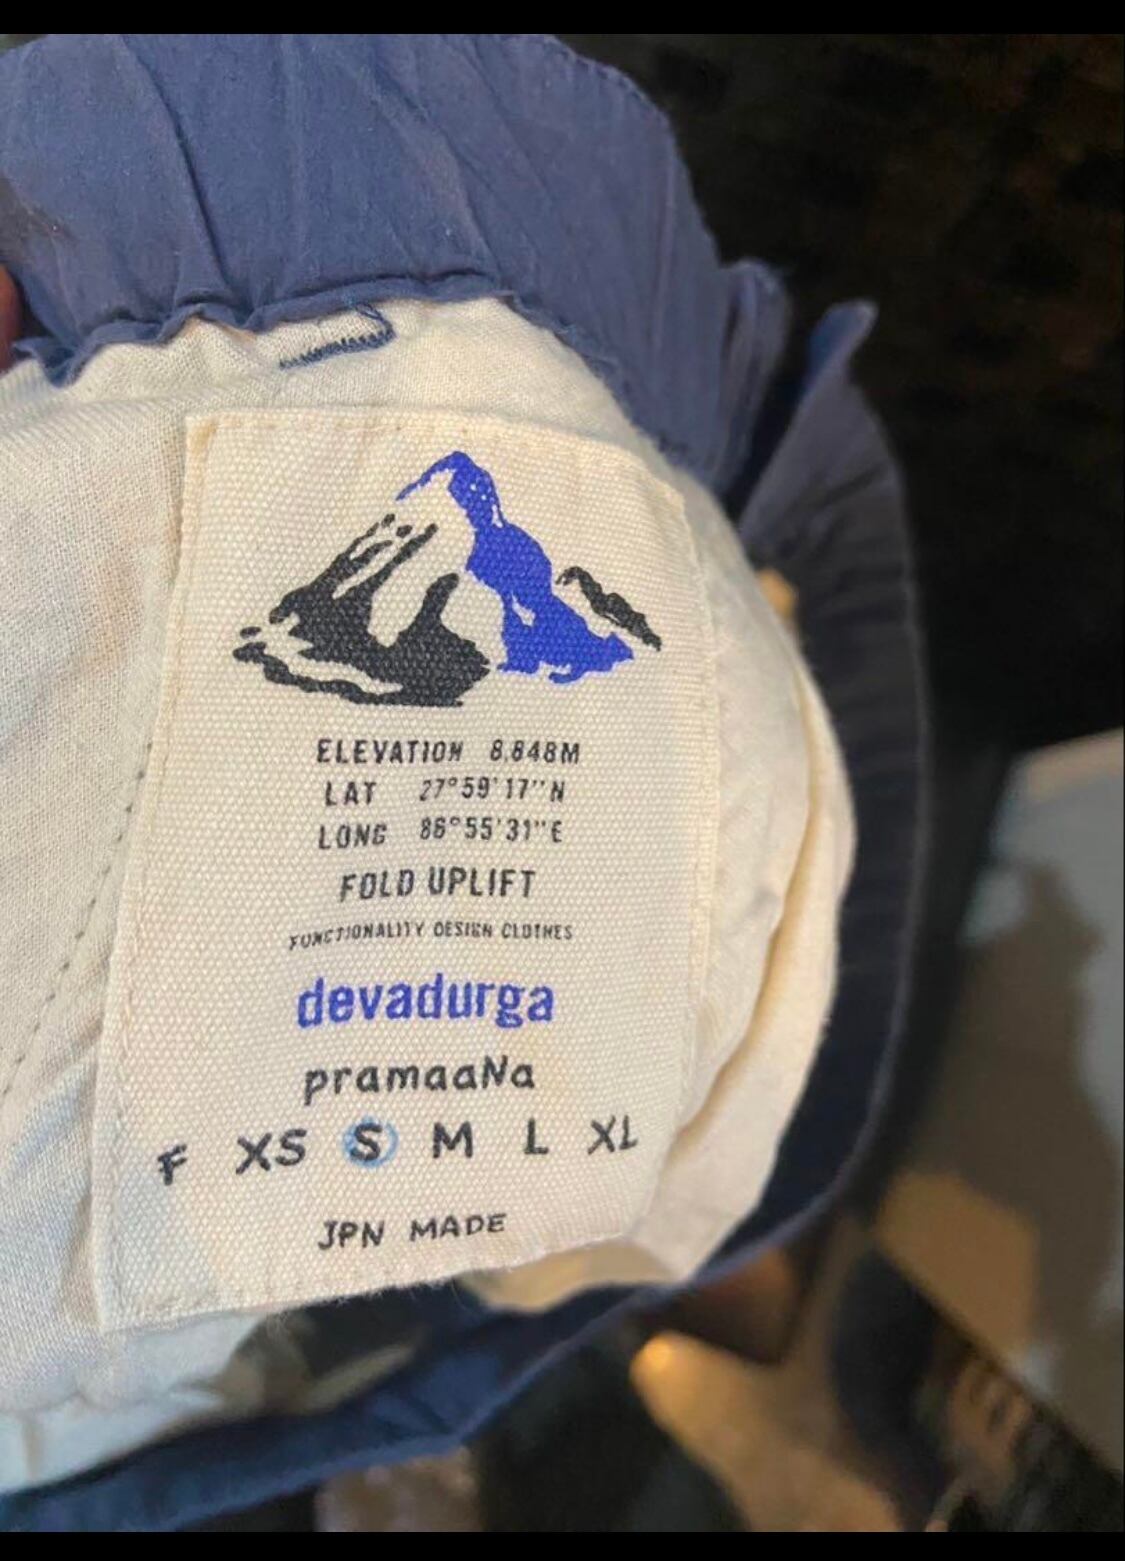 ELEVATION 8,848M
LAT 27°59'17"N
LONG 86°55'31"E
FOLD UPLIFT
FUNCTIONALITY DESIGN CLOTHES
devadurga
pramaaNa
F XS S M L XL
JPN MADE